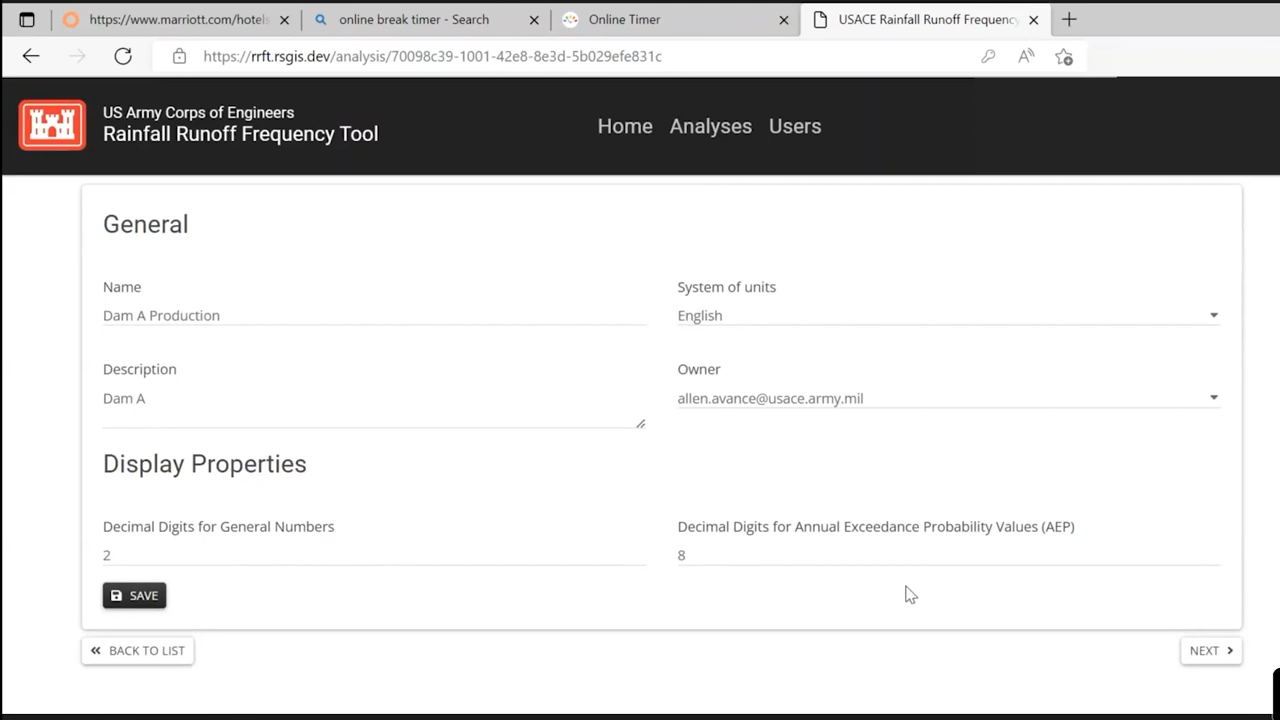 https://www.marriott.com/hotels
online break timer - Search
Online Timer
USACE Rainfall Runoff Frequency
https://rrft.rsgis.dev/analysis/70098c39-1001-42e8-8e3d-5b029efe831c
US Army Corps of Engineers
Rainfall Runoff Frequency Tool
Home Analyses Users
General
Name
Dam A Production
System of units
English
Description
Dam A
Owner
allen.avance@usace.army.mil
Display Properties
Decimal Digits for General Numbers
2
Decimal Digits for Annual Exceedance Probability Values (AEP)
8
SAVE
BACK TO LIST
NEXT